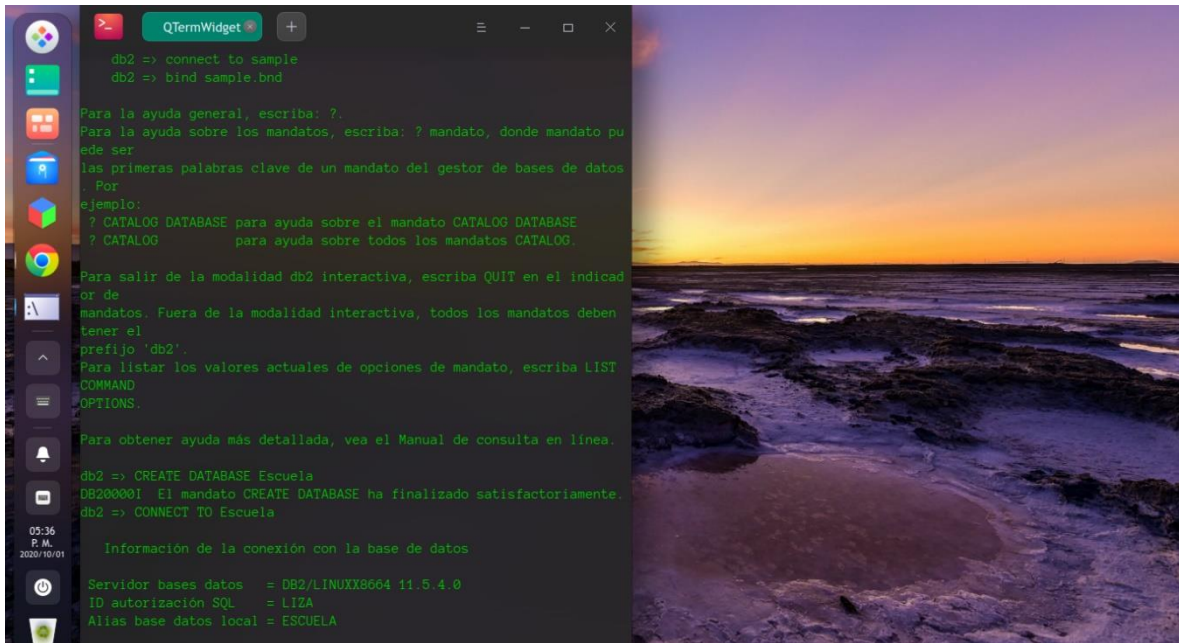 QTermWidget
db2 => connect to sample
db2 => bind sample.bnd
Para la ayuda general, escriba: ?.
Para la ayuda sobre los mandatos, escriba: ? mandato, donde mandato pu
ede ser
las primeras palabras clave de un mandato del gestor de bases de datos
. Por
ejemplo:
? CATALOG DATABASE para ayuda sobre el mandato CATALOG DATABASE
? CATALOG          para ayuda sobre todos los mandatos CATALOG.
Para salir de la modalidad db2 interactiva, escriba QUIT en el indicad
or de
mandatos. Fuera de la modalidad interactiva, todos los mandatos deben
tener el
prefijo 'db2'.
Para listar los valores actuales de opciones de mandato, escriba LIST
COMMAND
OPTIONS.
Para obtener ayuda más detallada, vea el Manual de consulta en línea.
db2 => CREATE DATABASE Escuela
DB20000I  El mandato CREATE DATABASE ha finalizado satisfactoriamente.
db2 => CONNECT TO Escuela
Información de la conexión con la base de datos
Servidor bases datos   = DB2/LINUXX8664 11.5.4.0
ID autorización SQL    = LIZA
Alias base datos local = ESCUELA
05:36
P. M.
2020/10/01